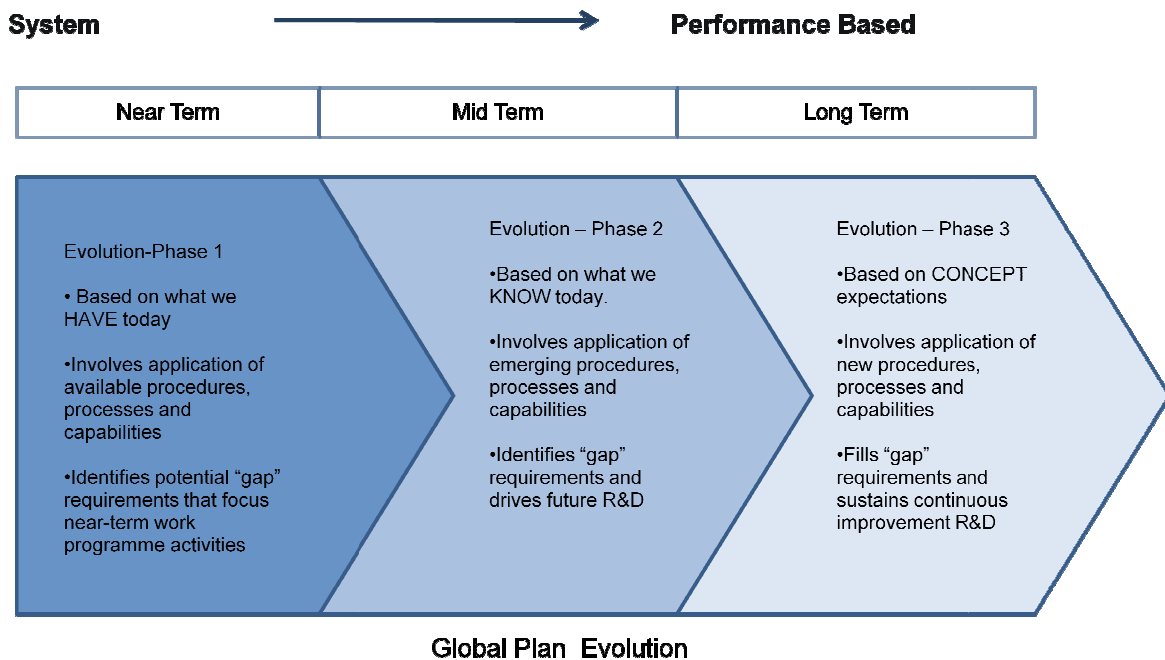 System
Performance Based
Near Term
Mid Term
Long Term
Evolution-Phase 1
• Based on what we
HAVE today
•Involves application of
available procedures,
processes and
capabilities
•Identifies potential “gap”
requirements that focus
near-term work
programme activities
Evolution – Phase 2
•Based on what we
KNOW today.
•Involves application of
emerging procedures,
processes and
capabilities
•Identifies “gap”
requirements and
drives future R&D
Evolution – Phase 3
•Based on CONCEPT
expectations
•Involves application of
new procedures,
processes and
capabilities
•Fills “gap”
requirements and
sustains continuous
improvement R&D
Global Plan Evolution